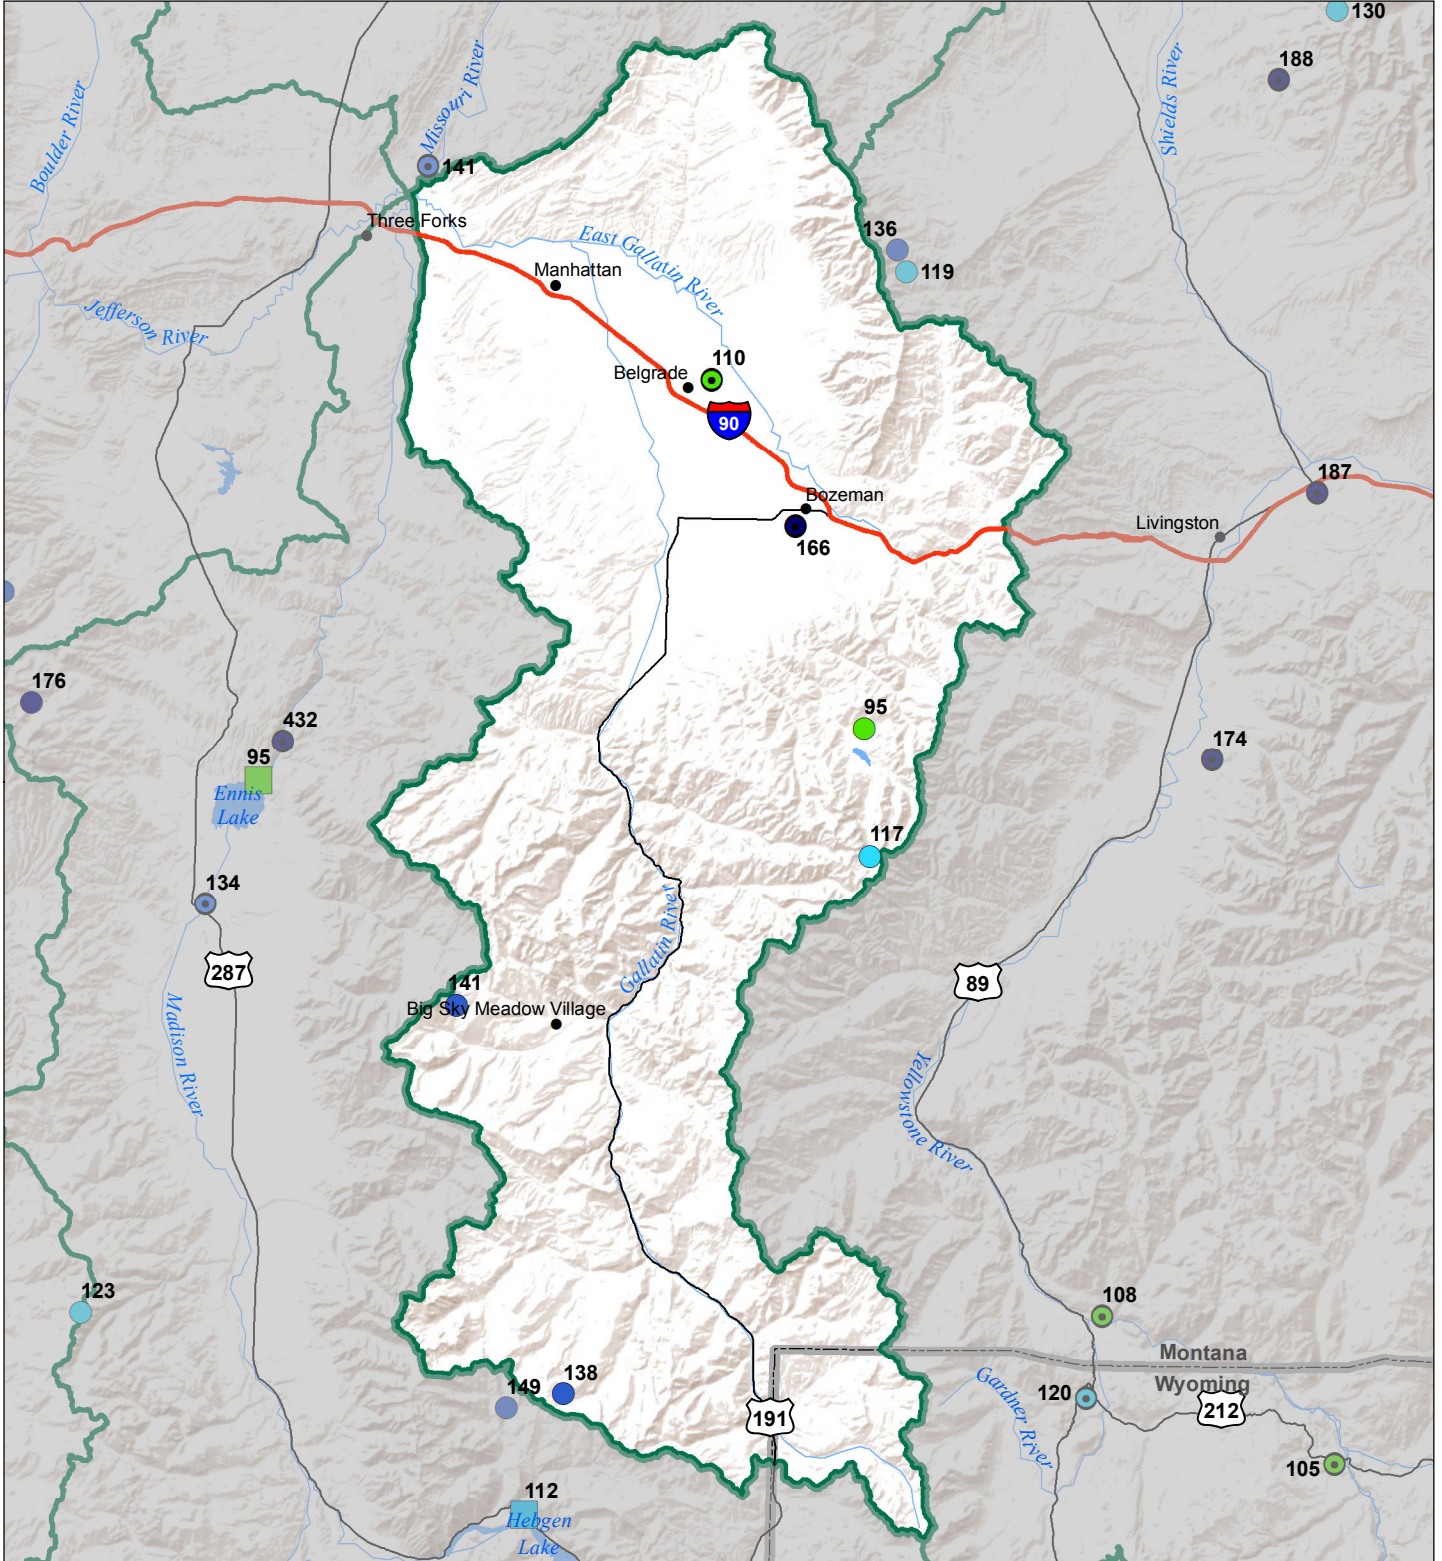 130
188
Missouri River
Shields River
Boulder River
141
Three Forks
136
119
East Gallatin River
Manhattan
Jefferson River
110
Belgrade
90
187
Bozeman
Livingston
166
176
432
95
95
174
Ennis
Lake
117
134
Gallatin River
287
89
141
Big Sky Meadow Village
Madison River
Yellowstone River
123
108
Montana
Wyoming
138
149
Gardner River
120
212
191
105
112
Hebgen
Lake